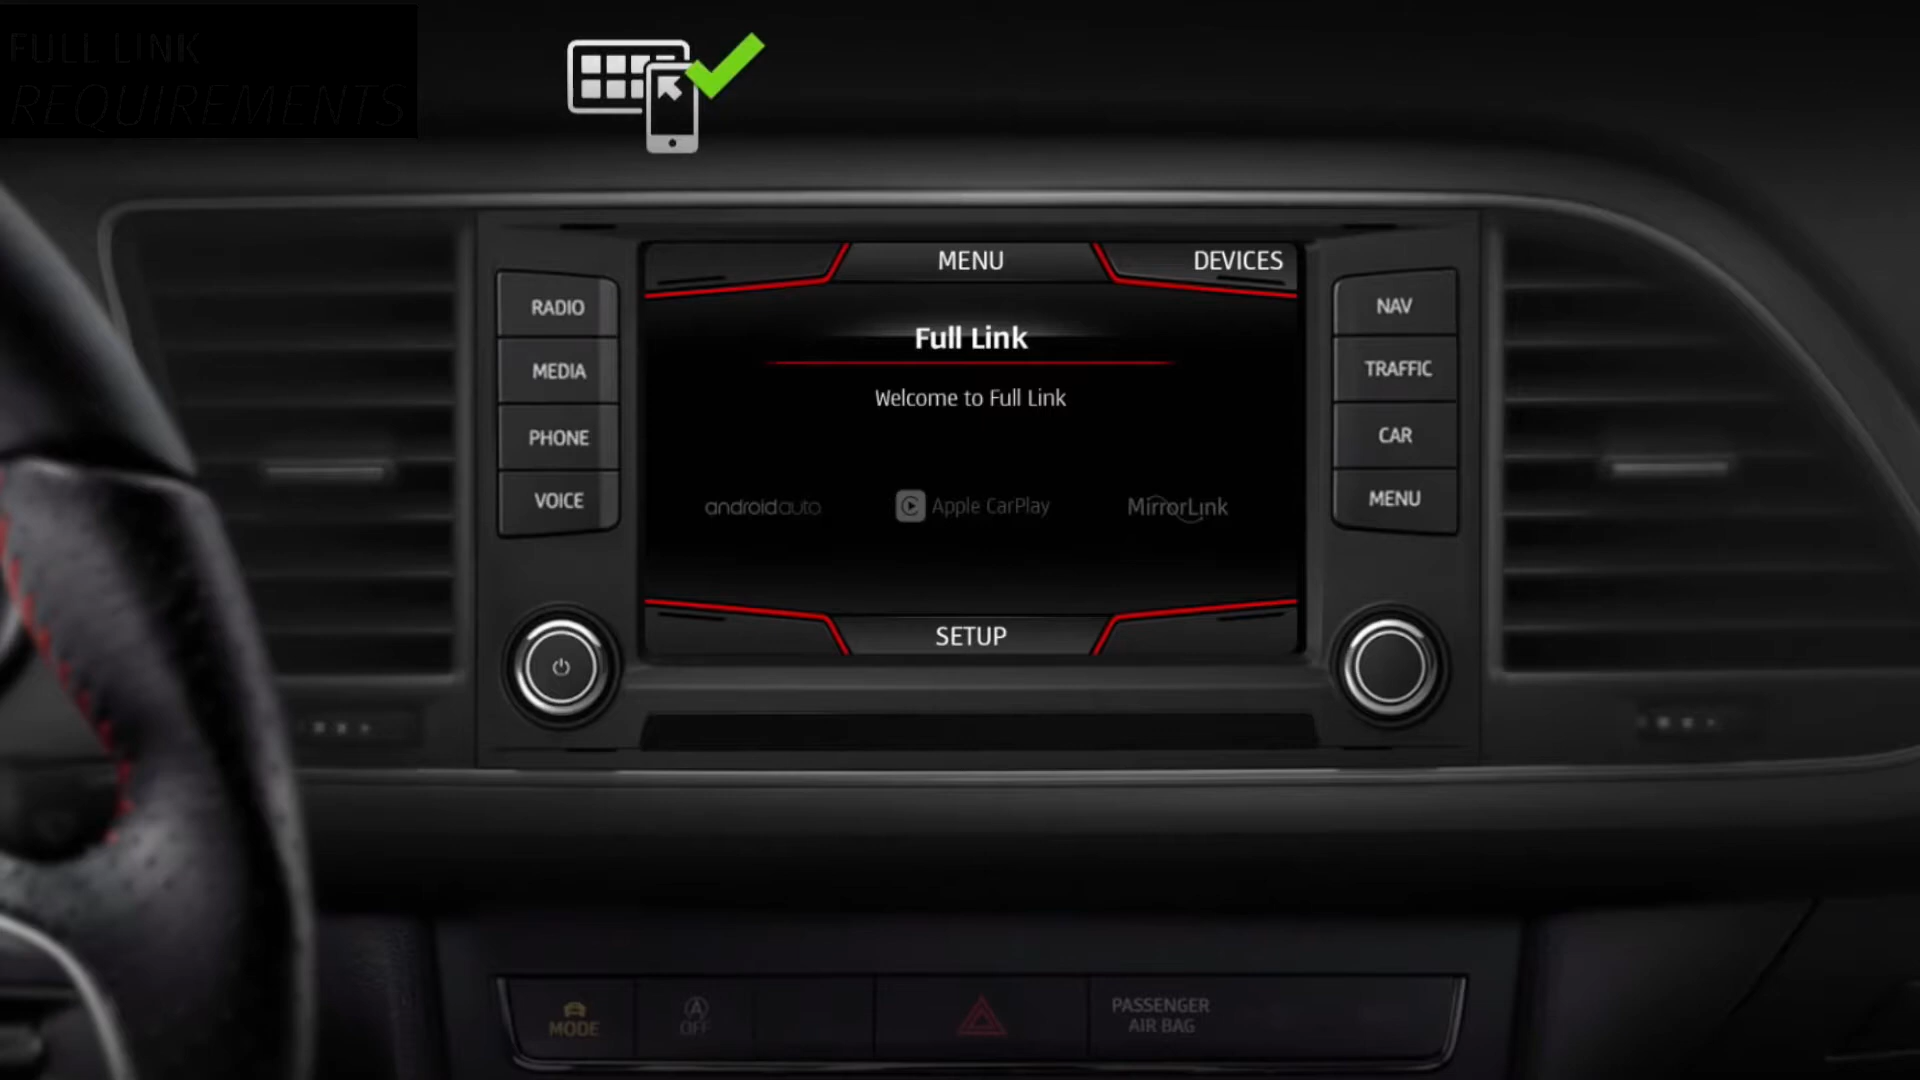 FULL LINK
REQUIREMENTS
MENU
DEVICES
RADIO
MEDIA
PHONE
VOICE
Full Link
Welcome to Full Link
androidauto
Apple CarPlay
MirrorLink
SETUP
NAV
TRAFFIC
CAR
MENU
MODE
A
OFF
PASSENGER
AIR BAG